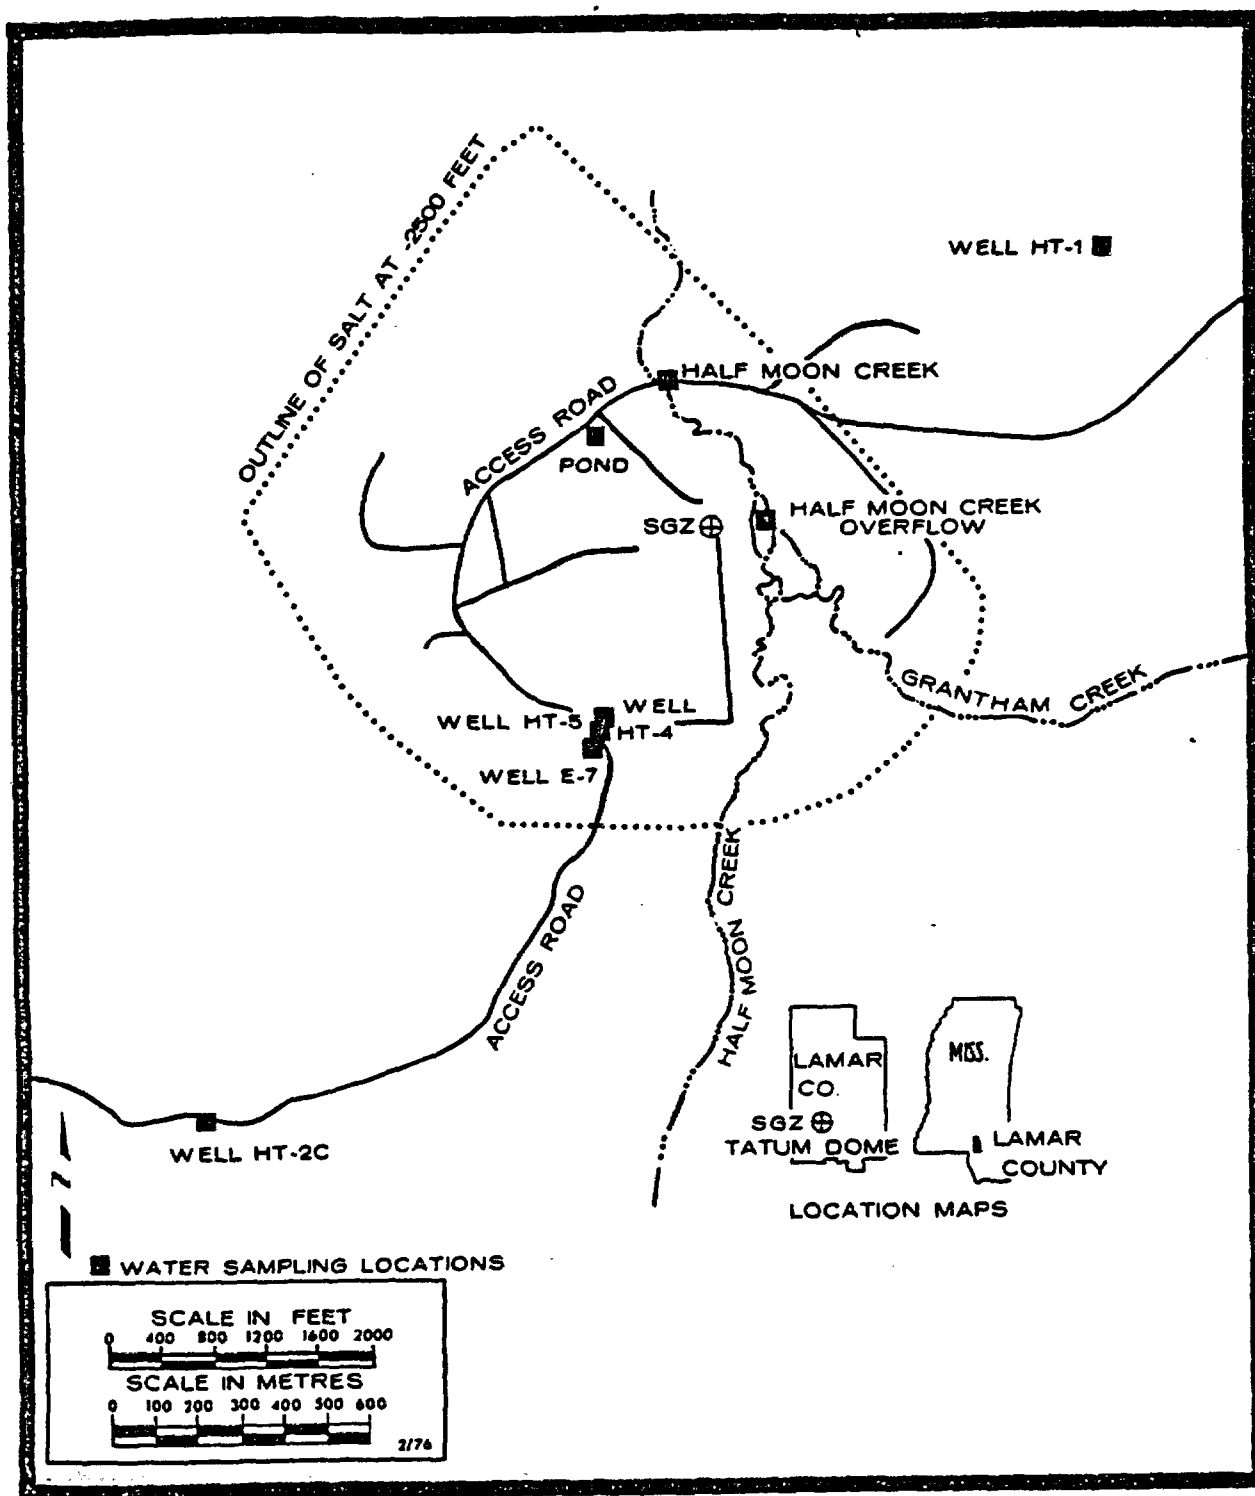 OUTLINE OF SALT AT -2500 FEET
WELL HT-1
HALF MOON CREEK
ACCESS ROAD
POND
SGZ
HALF MOON CREEK
OVERFLOW
GRANTHAM CREEK
WELL HT-5
WELL
HT-4
WELL E-7
HALF MOON CREEK
ACCESS ROAD
LAMAR
CO.
SGZ
TATUM DOME
MISS.
LAMAR
COUNTY
LOCATION MAPS
WELL HT-2C
N
WATER SAMPLING LOCATIONS
SCALE IN FEET
0 400 800 1200 1600 2000
SCALE IN METRES
0 100 200 300 400 500 600
2/76